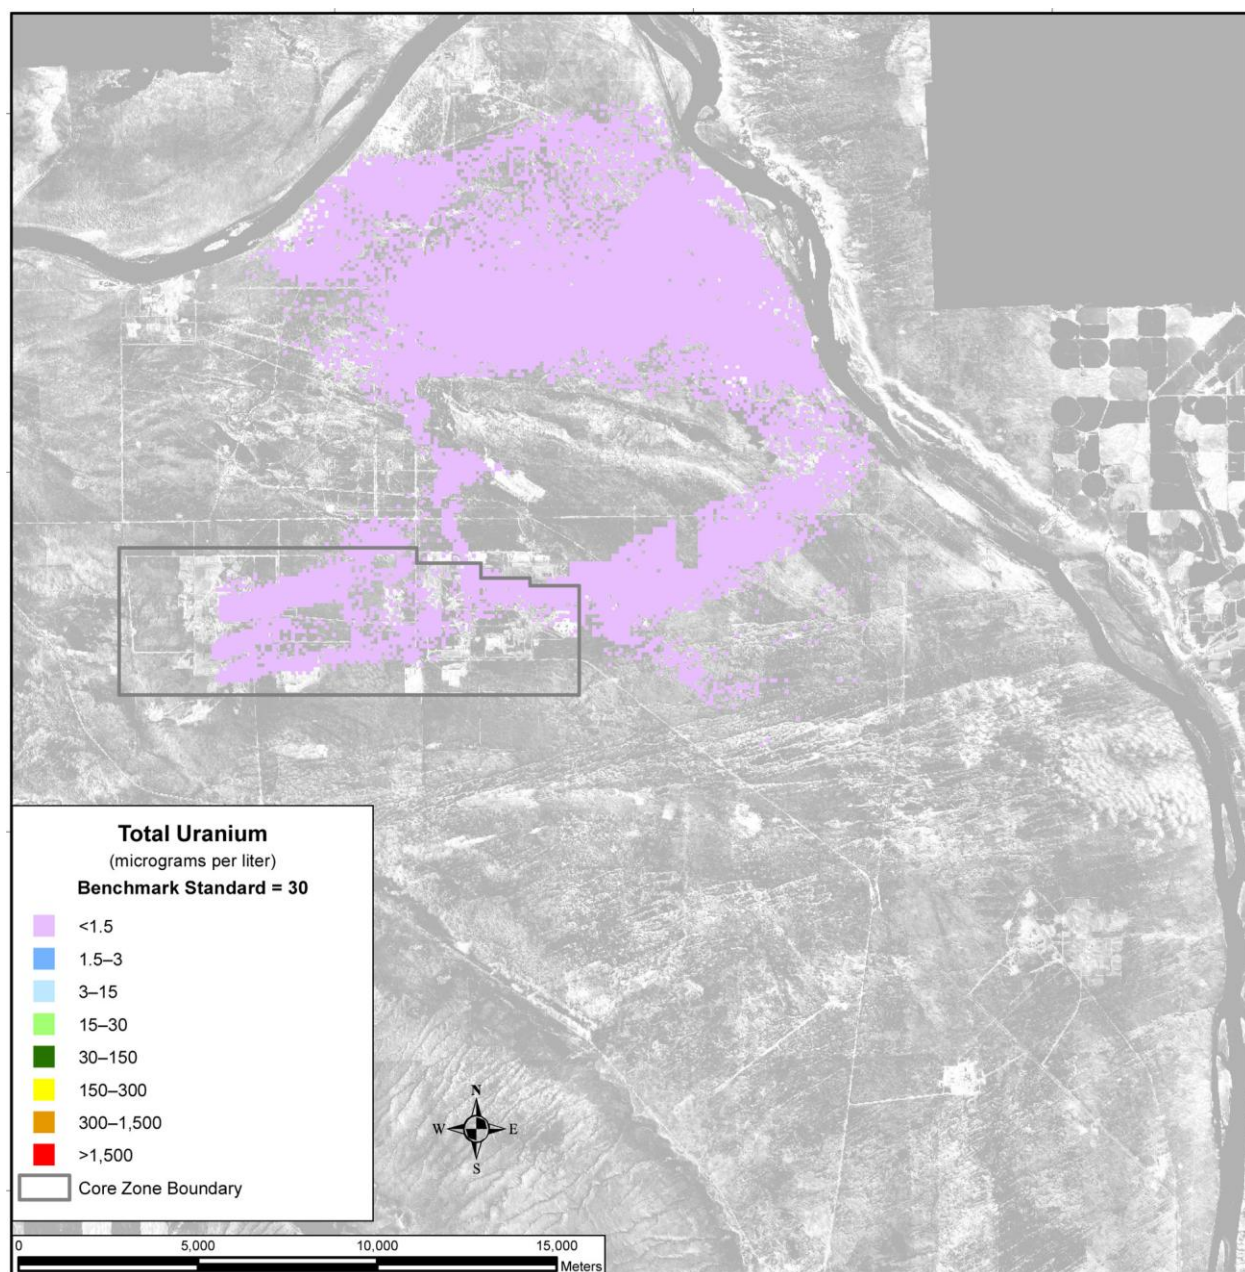 Total Uranium
(micrograms per liter)
Benchmark Standard = 30
<1.5
1.5–3
3–15
15–30
30–150
150–300
300–1,500
>1,500
Core Zone Boundary
N
W E
S
0 5,000 10,000 15,000
Meters